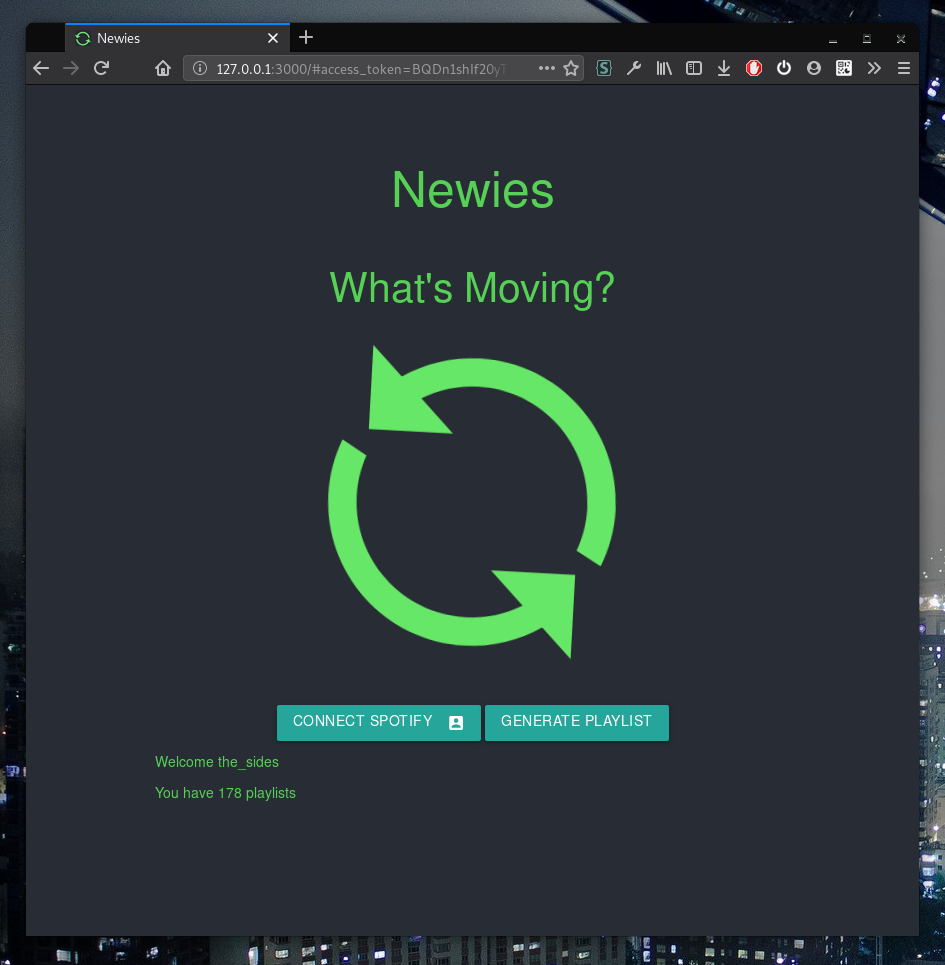 Newies
127.0.0.1:3000/#access_token=BQDn1shIf20y
Newies
What's Moving?
CONNECT SPOTIFY
GENERATE PLAYLIST
Welcome the_sides
You have 178 playlists